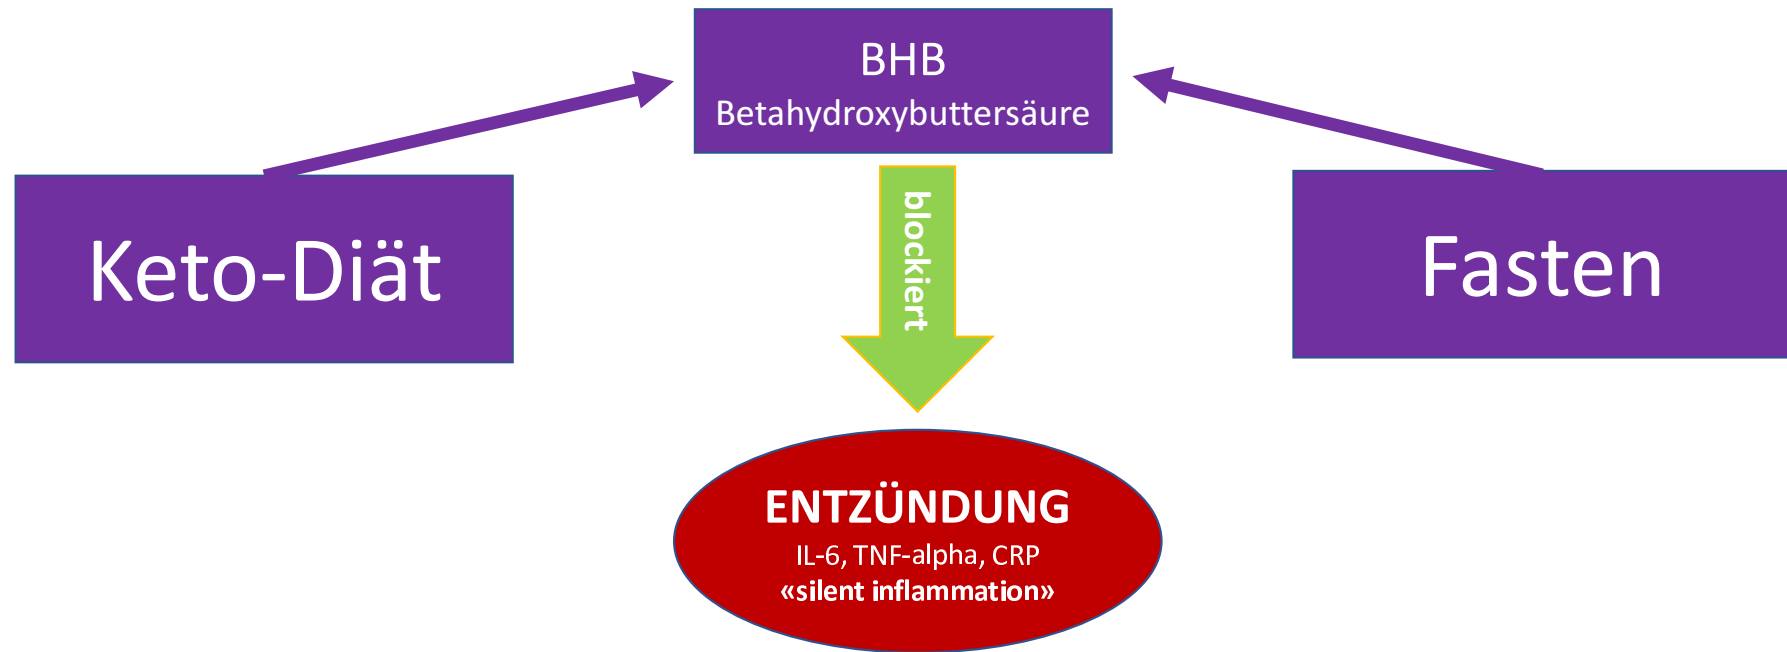 BHB
Betahydroxybuttersäure
Keto-Diät
blockiert
Fasten
ENTZÜNDUNG
IL-6, TNF-alpha, CRP
«silent inflammation»